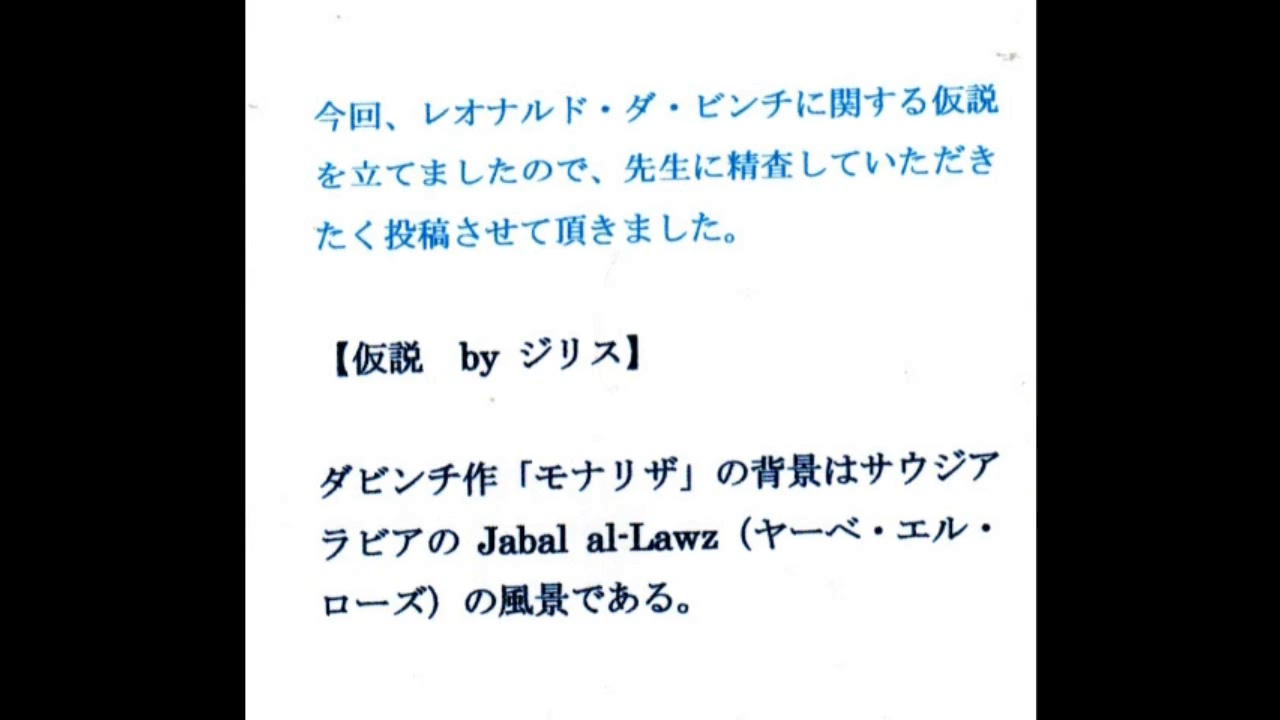 今回、レオナルド・ダ・ビンチに関する仮説
を立てましたので、先生に精査していただき
たく投稿させて頂きました。
【仮説　by ジリス】
ダビンチ作「モナリザ」の背景はサウジア
ラビアの Jabal al-Lawz（ヤーベ・エル・
ローズ）の風景である。